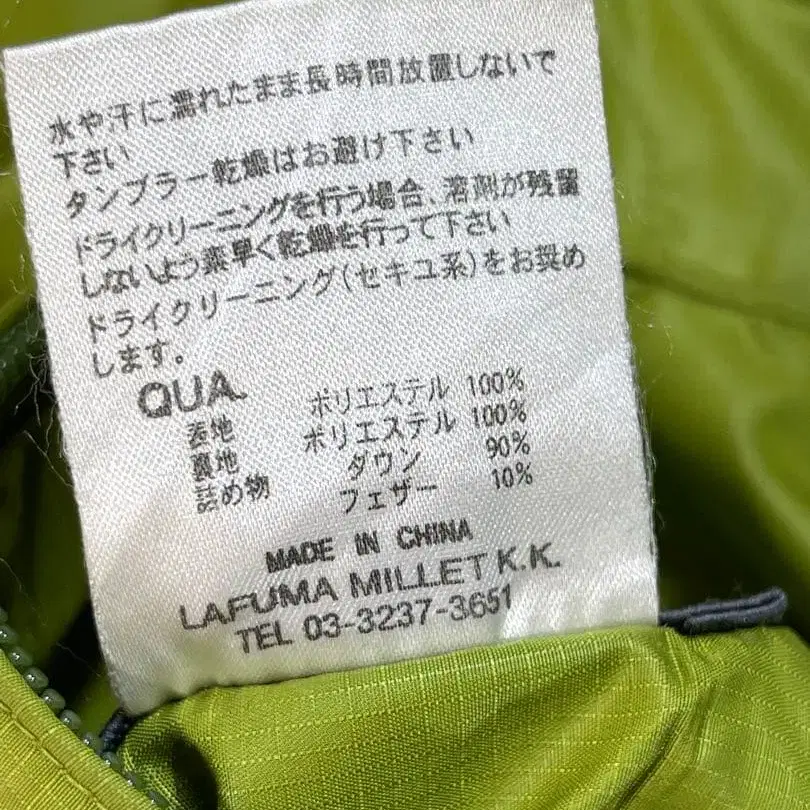 水や汗に濡れたまま長時間放置しないで
下さい
タンブラー乾燥はお避け下さい
ドライクリーニングを行う場合、溶剤が残留
しないよう素早く乾燥を行って下さい
ドライクリーニング(セキユ系)をお奨め
します。
QUA.
表地 ポリエステル 100%
裏地 ポリエステル 100%
詰め物 ダウン 90%
フェザー 10%
MADE IN CHINA
LAFUMA MILLET K.K.
TEL 03-3237-3651